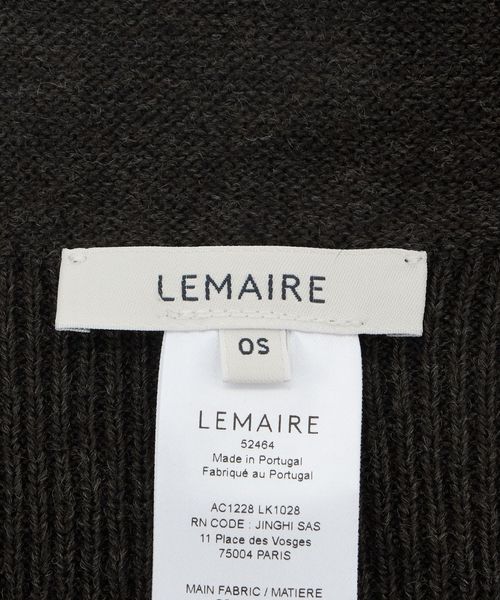 LEMAIRE
OS
LEMAIRE
52464
Made in Portugal
Fabriqué au Portugal
AC1228 LK1028
RN CODE : JINGHI SAS
11 Place des Vosges
75004 PARIS
MAIN FABRIC / MATIERE